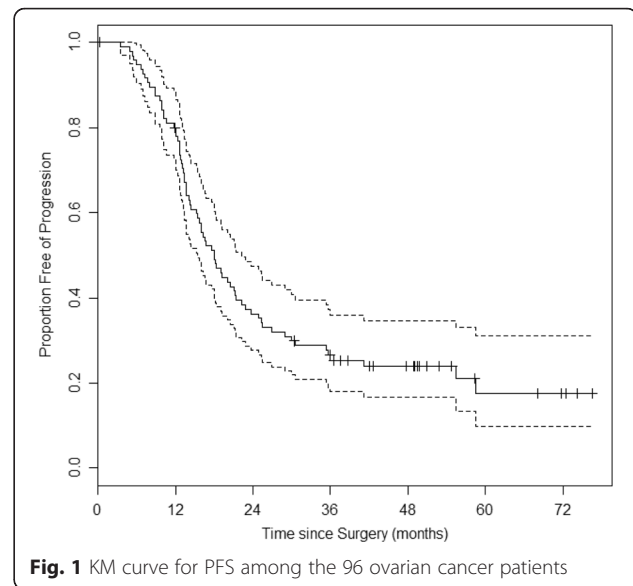 1.0
0.8
0.6
0.4
0.2
0.0
Proportion Free of Progression
0 12 24 36 48 60 72
Time since Surgery (months)
Fig. 1 KM curve for PFS among the 96 ovarian cancer patients